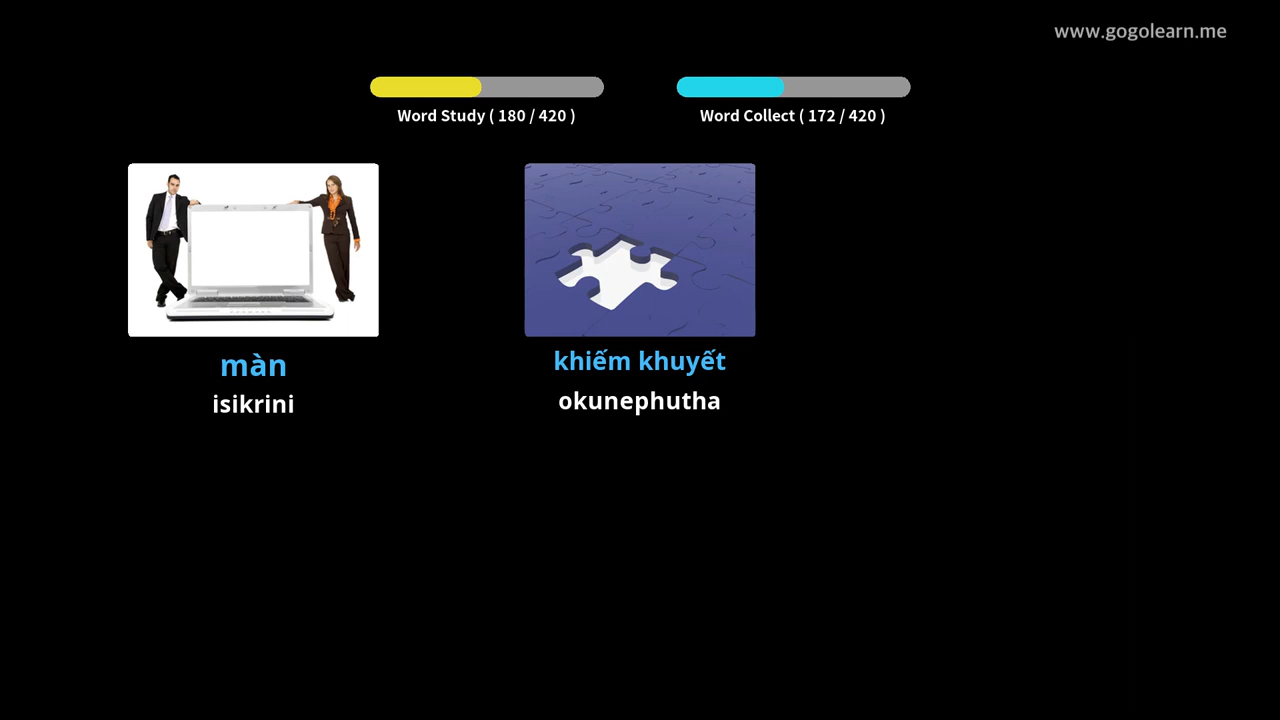 www.gogolearn.me
Word Study ( 180 / 420 )
Word Collect ( 172 / 420 )
màn
isikrini
khiếm khuyết
okunephutha